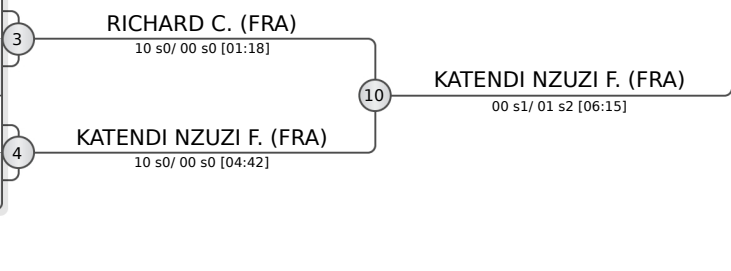 RICHARD C. (FRA)
3
10 s0/ 00 s0 [01:18]
KATENDI NZUZI F. (FRA)
10
00 s1/ 01 s2 [06:15]
KATENDI NZUZI F. (FRA)
4
10 s0/ 00 s0 [04:42]